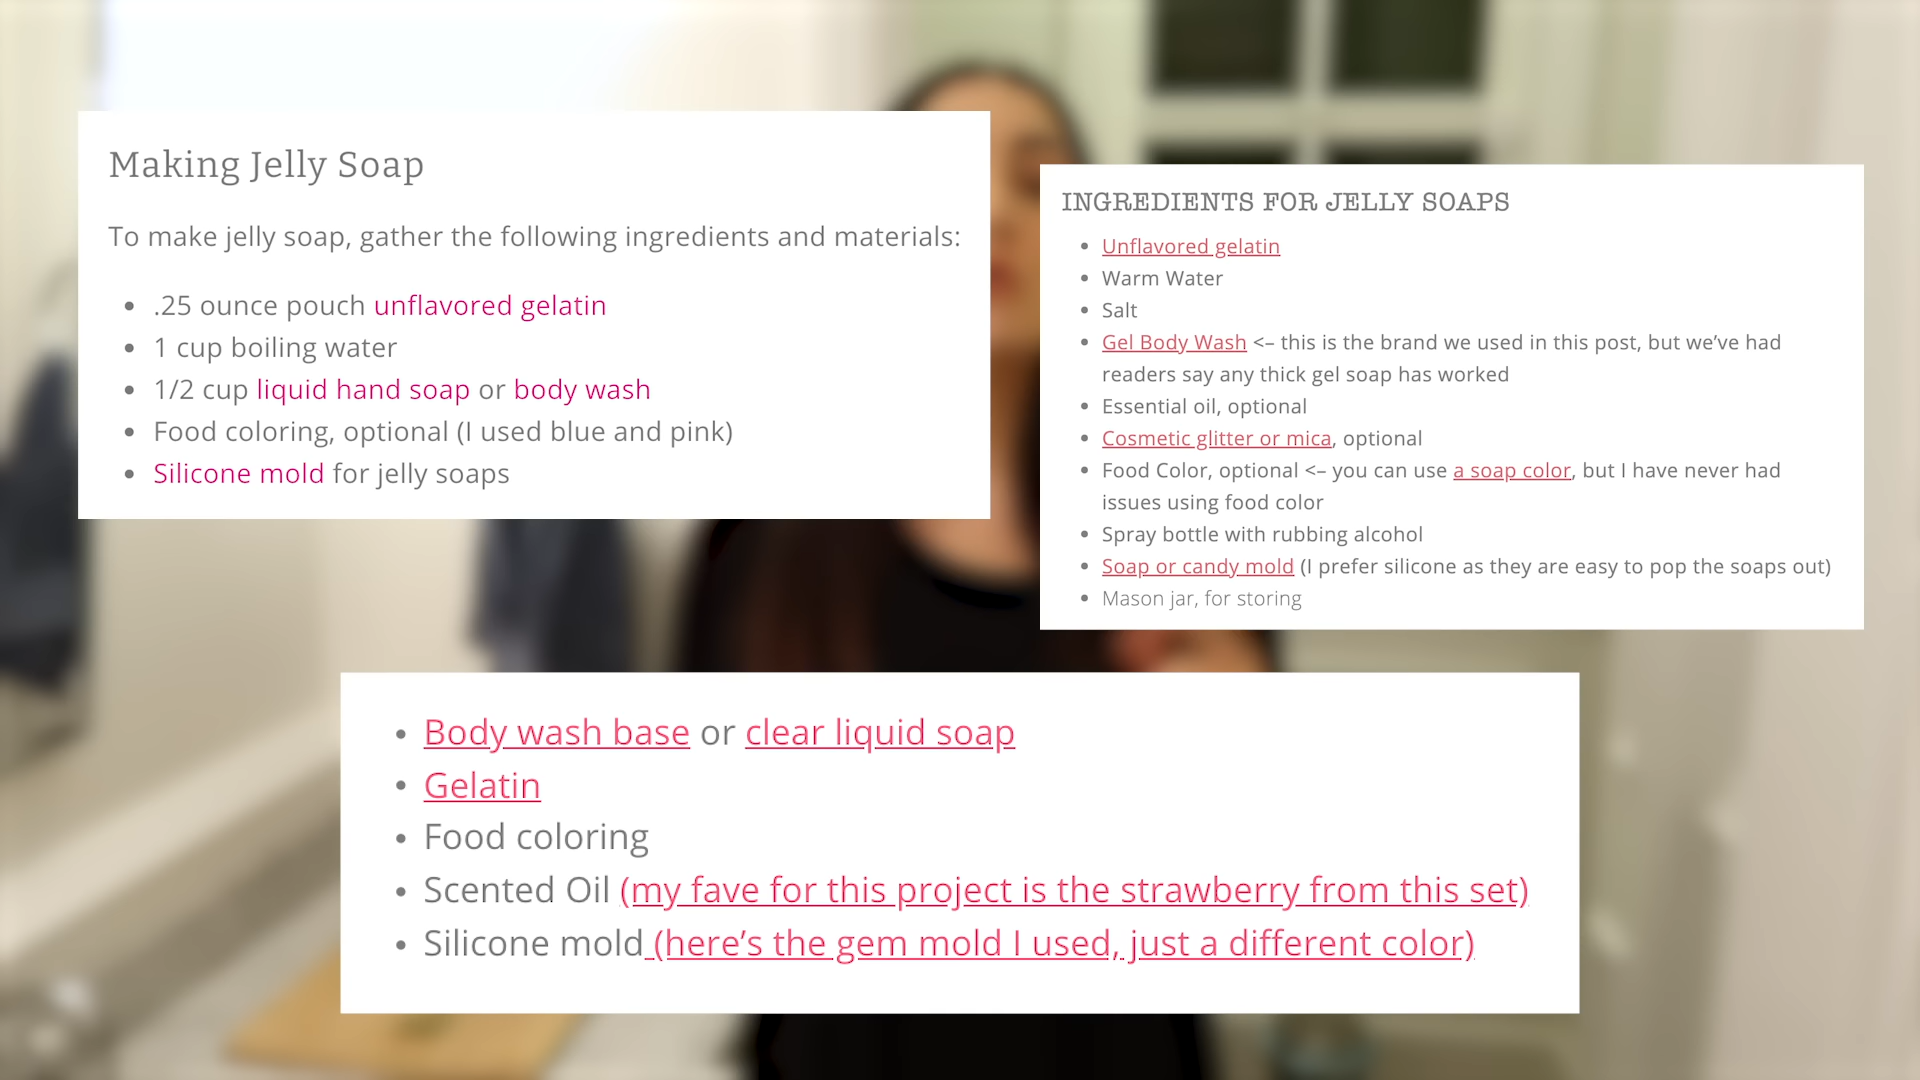 Making Jelly Soap
To make jelly soap, gather the following ingredients and materials:
• .25 ounce pouch unflavored gelatin
• 1 cup boiling water
• 1/2 cup liquid hand soap or body wash
• Food coloring, optional (I used blue and pink)
• Silicone mold for jelly soaps
INGREDIENTS FOR JELLY SOAPS
• Unflavored gelatin
• Warm Water
• Salt
• Gel Body Wash <– this is the brand we used in this post, but we’ve had
readers say any thick gel soap has worked
• Essential oil, optional
• Cosmetic glitter or mica, optional
• Food Color, optional <– you can use a soap color, but I have never had
issues using food color
• Spray bottle with rubbing alcohol
• Soap or candy mold (I prefer silicone as they are easy to pop the soaps out)
• Mason jar, for storing
• Body wash base or clear liquid soap
• Gelatin
• Food coloring
• Scented Oil (my fave for this project is the strawberry from this set)
• Silicone mold (here’s the gem mold I used, just a different color)